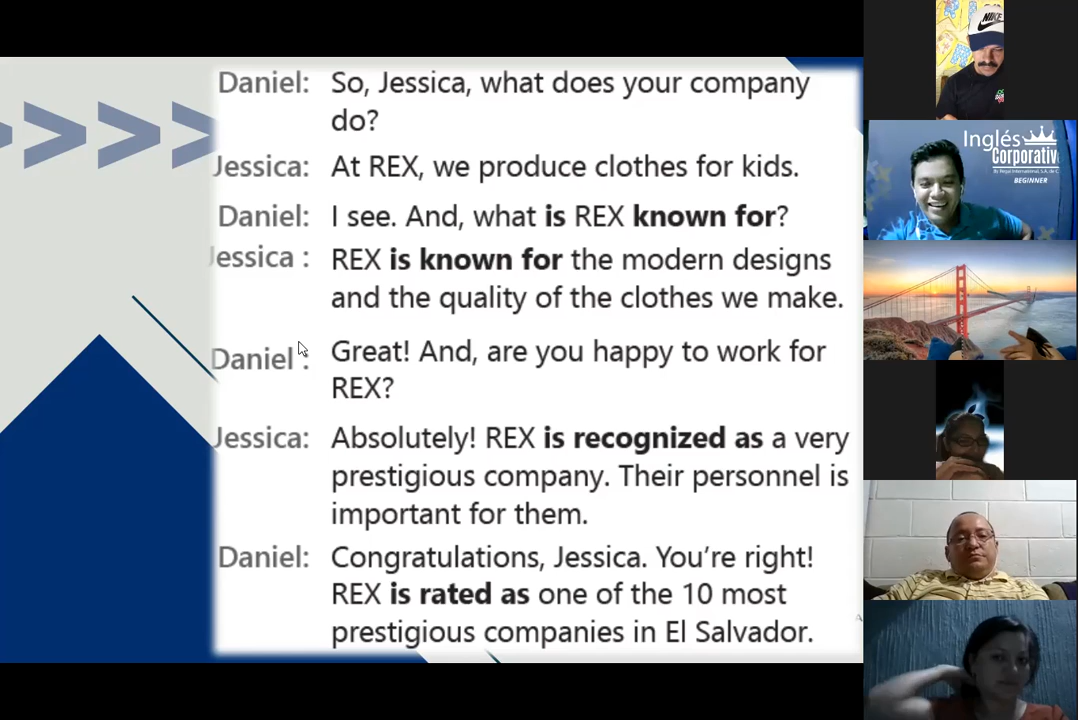 Daniel: So, Jessica, what does your company
do?
Jessica: At REX, we produce clothes for kids.
Daniel: I see. And, what is REX known for?
Jessica : REX is known for the modern designs
and the quality of the clothes we make.
Daniel : Great! And, are you happy to work for
REX?
Jessica: Absolutely! REX is recognized as a very
prestigious company. Their personnel is
important for them.
Daniel: Congratulations, Jessica. You're right!
REX is rated as one of the 10 most
prestigious companies in El Salvador.
NIKE
Inglés
Corporativ
BEGINNER